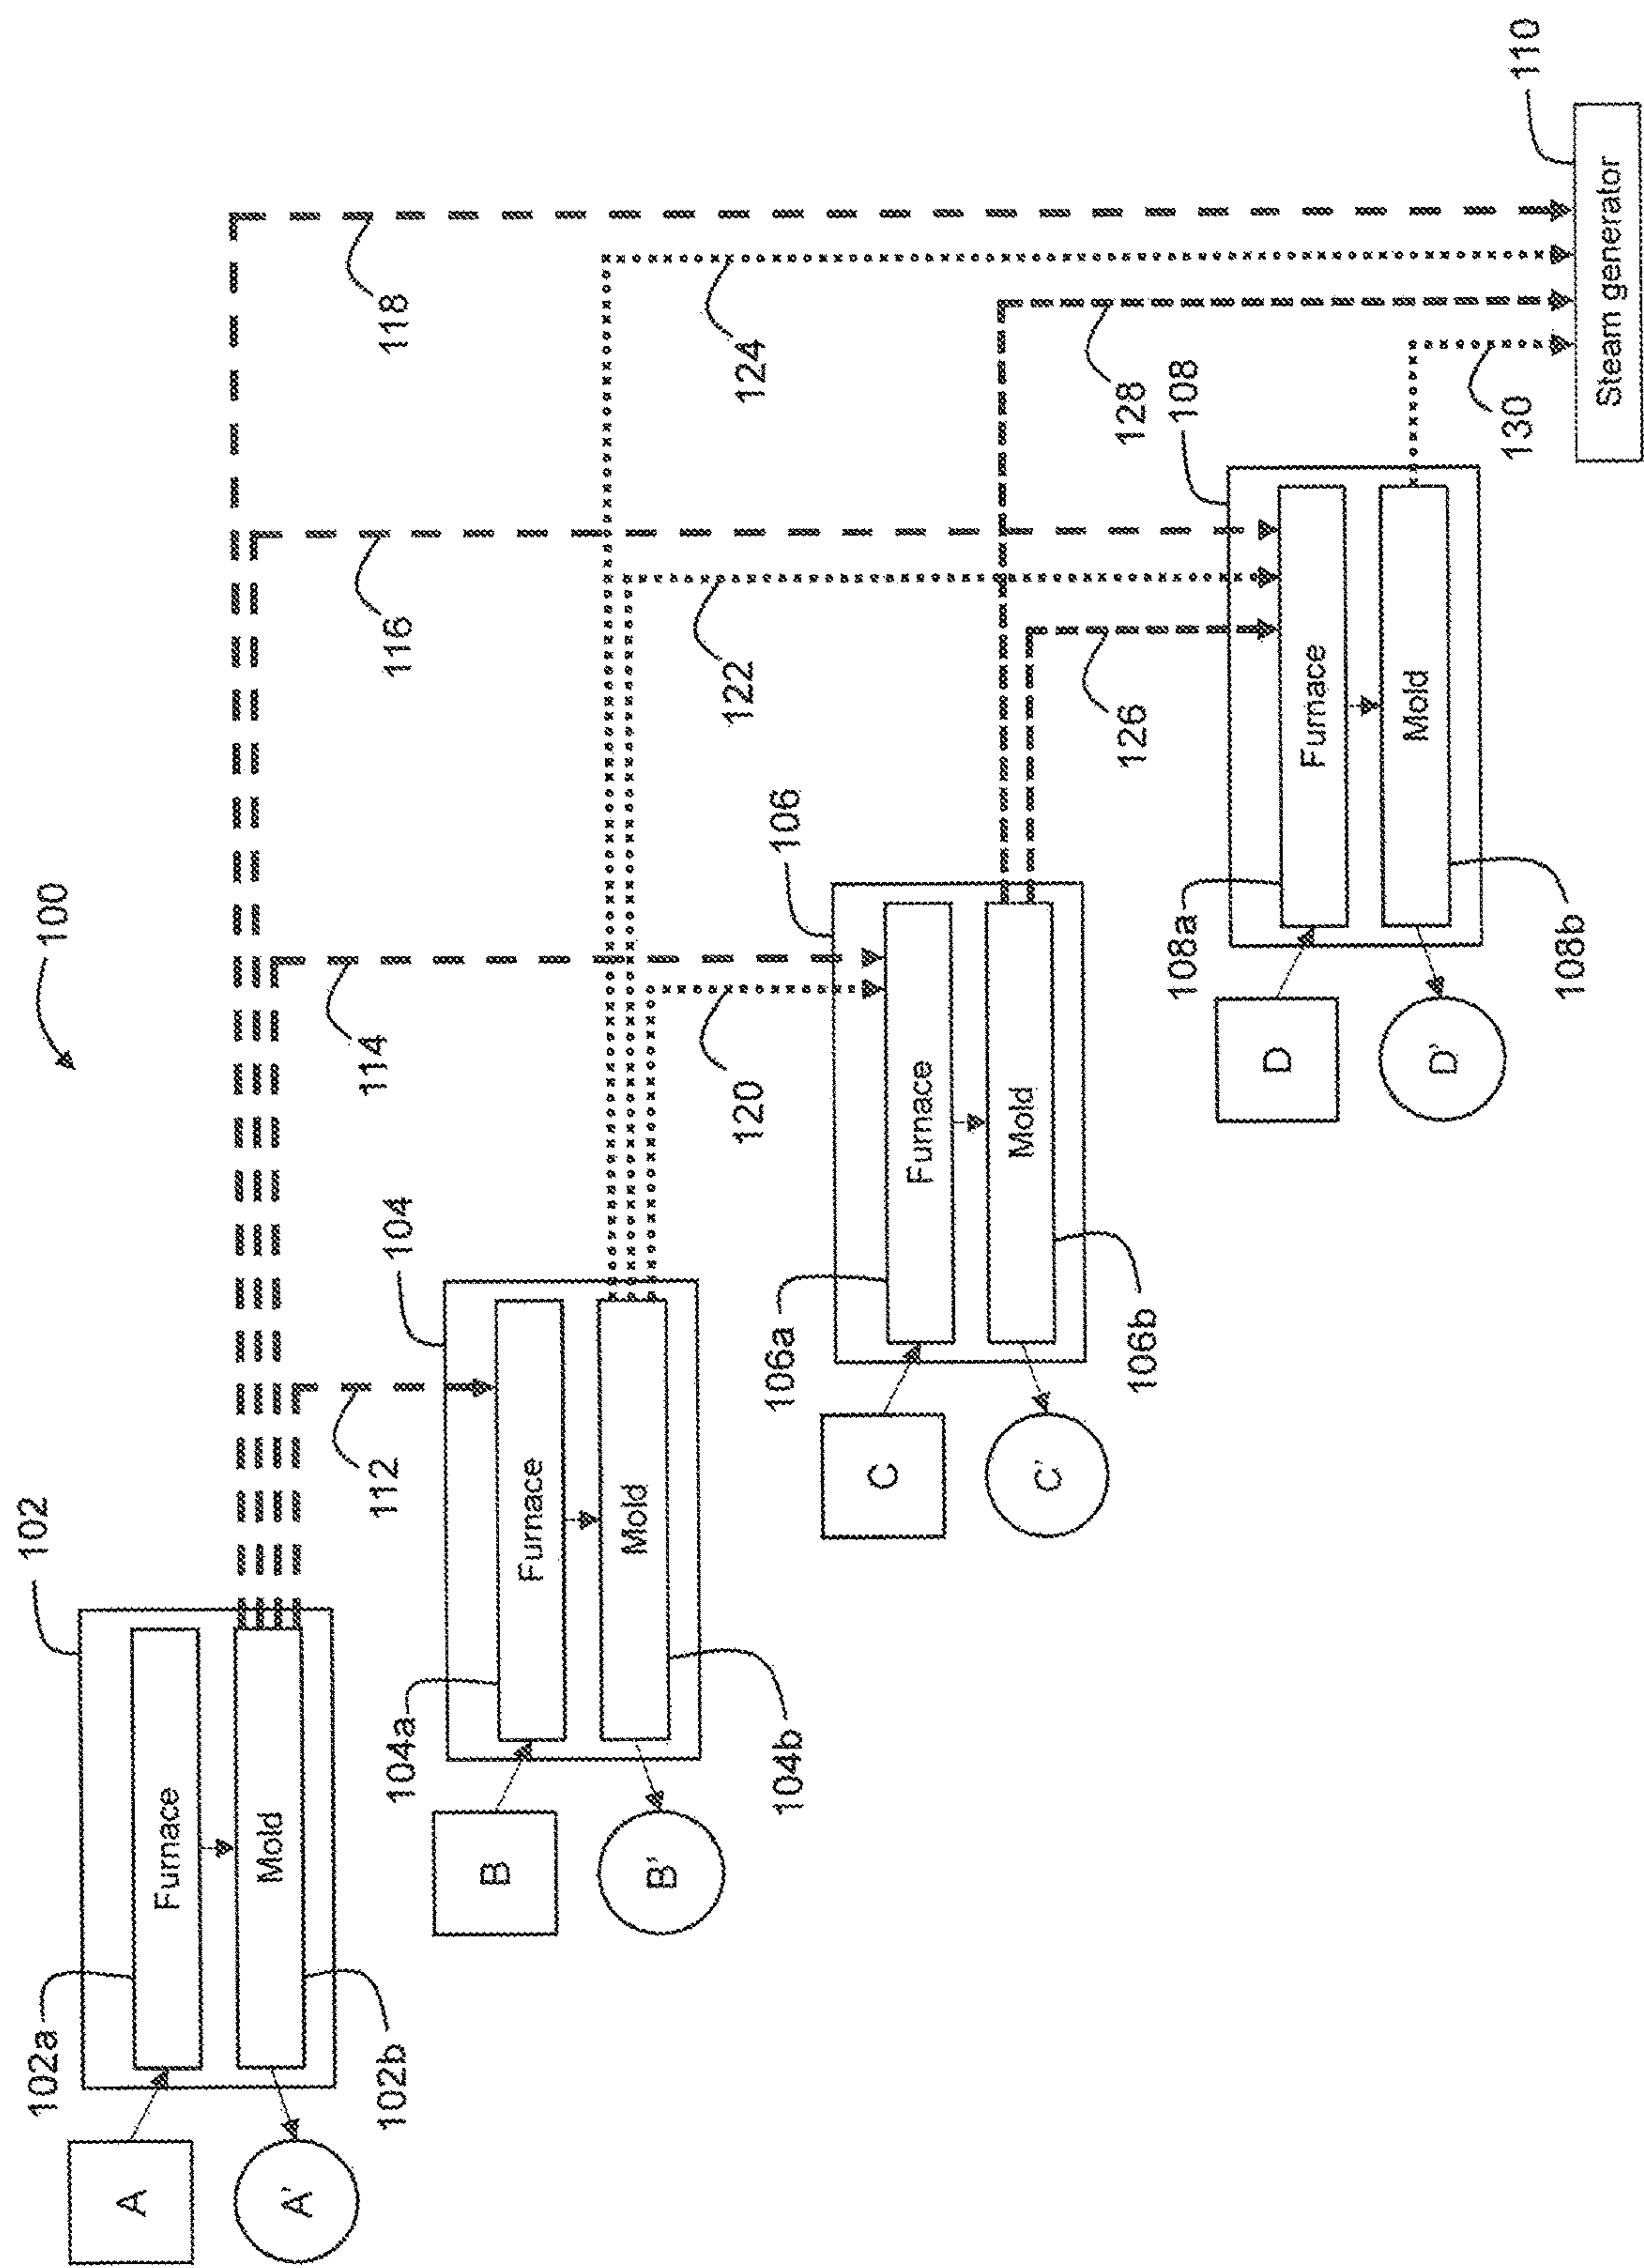 100
102
102a
Furnace
Mold
102b
A
A'
112
114
116
118
104
104a
Furnace
Mold
104b
B
B'
120
122
124
106
106a
Furnace
Mold
106b
C
C'
126
128
108
108a
Furnace
Mold
108b
D
D'
130
110
Steam generator